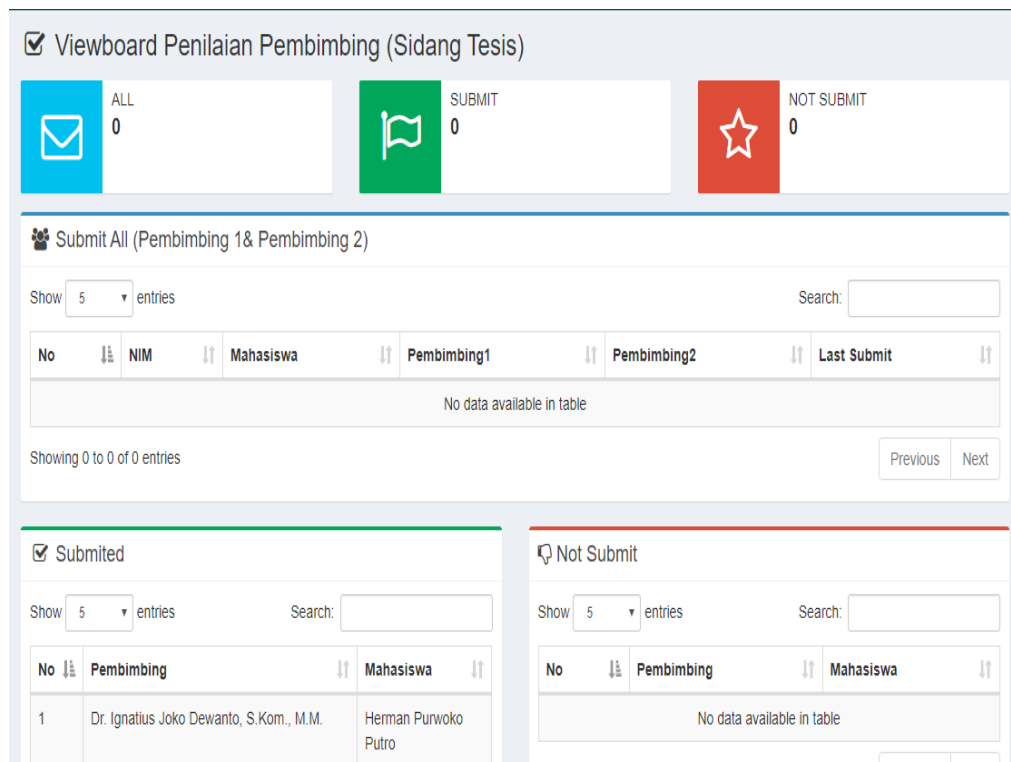 Viewboard Penilaian Pembimbing (Sidang Tesis)
ALL
0
SUBMIT
0
NOT SUBMIT
0
Submit All (Pembimbing 1& Pembimbing 2)
Show 5 entries Search:
No NIM Mahasiswa Pembimbing1 Pembimbing2 Last Submit
No data available in table
Showing 0 to 0 of 0 entries Previous Next
Submited
Show 5 entries Search:
No Pembimbing Mahasiswa
1 Dr. Ignatius Joko Dewanto, S.Kom., M.M. Herman Purwoko
Putro
Not Submit
Show 5 entries Search:
No Pembimbing Mahasiswa
No data available in table